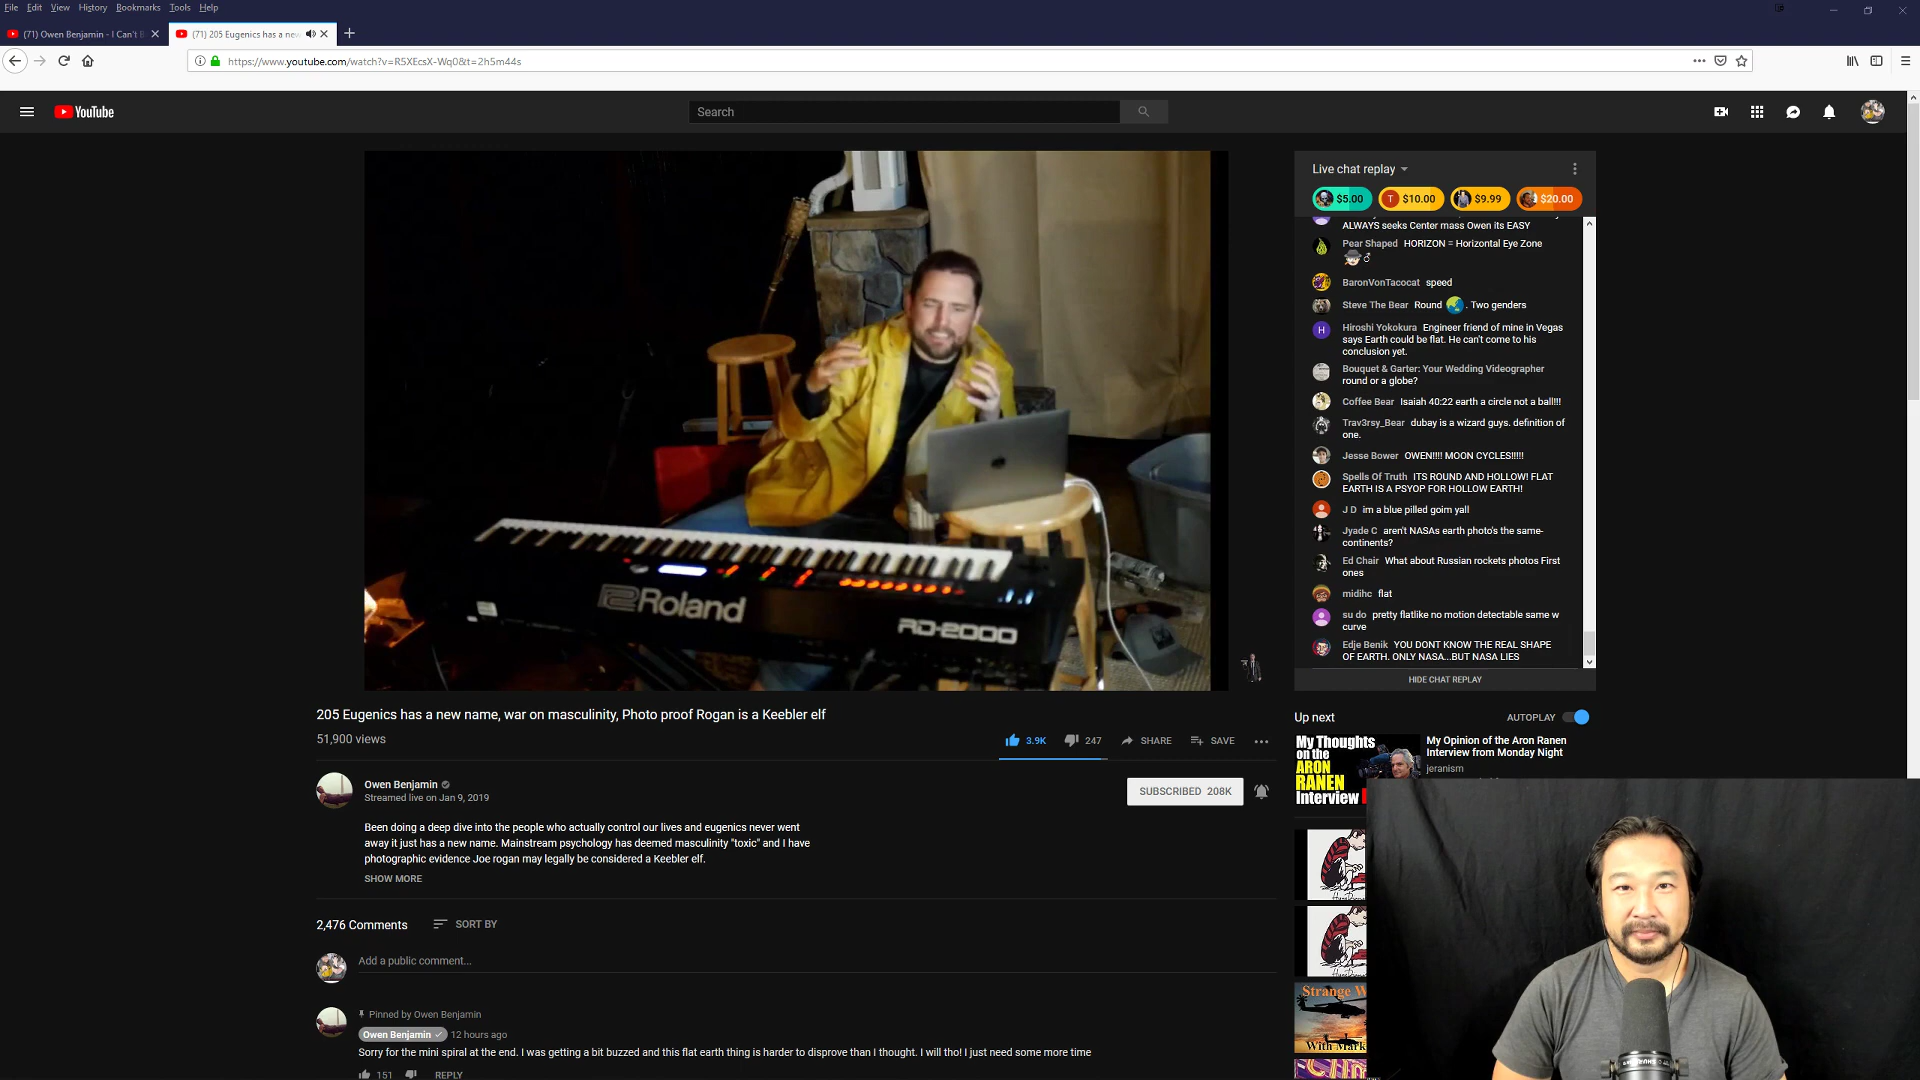 File Edit View History Bookmarks Tools Help
(71) Owen Benjamin - I Can't B
(71) 205 Eugenics has a new
https://www.youtube.com/watch?v=R5XEcsX-Wq0&t=2h5m44s
YouTube
Search
Live chat replay
$5.00 T $10.00 $9.99 $20.00
ALWAYS seeks Center mass Owen its EASY
Pear Shaped HORIZON = Horizontal Eye Zone
BaronVonTacocat speed
Steve The Bear Round . Two genders
H Hiroshi Yokokura Engineer friend of mine in Vegas
says Earth could be flat. He can't come to his
conclusion yet.
Bouquet & Garter: Your Wedding Videographer
round or a globe?
Coffee Bear Isaiah 40:22 earth a circle not a ball!!!
Trav3rsy_Bear dubay is a wizard guys. definition of
one.
Jesse Bower OWEN!!!! MOON CYCLES!!!!!
Spells Of Truth ITS ROUND AND HOLLOW! FLAT
EARTH IS A PSYOP FOR HOLLOW EARTH!
J D im a blue pilled goim yall
Jyade C aren't NASAs earth photo's the same-
continents?
Ed Chair What about Russian rockets photos First
ones
midihc flat
su do pretty flatlike no motion detectable same w
curve
Edje Benik YOU DONT KNOW THE REAL SHAPE
OF EARTH. ONLY NASA...BUT NASA LIES
HIDE CHAT REPLAY
Roland
RD-2000
205 Eugenics has a new name, war on masculinity, Photo proof Rogan is a Keebler elf
51,900 views
3.9K 247 SHARE SAVE
Owen Benjamin
Streamed live on Jan 9, 2019
SUBSCRIBED 208K
Been doing a deep dive into the people who actually control our lives and eugenics never went
away it just has a new name. Mainstream psychology has deemed masculinity "toxic" and I have
photographic evidence Joe rogan may legally be considered a Keebler elf.
SHOW MORE
2,476 Comments SORT BY
Add a public comment...
Pinned by Owen Benjamin
Owen Benjamin 12 hours ago
Sorry for the mini spiral at the end. I was getting a bit buzzed and this flat earth thing is harder to disprove than I thought. I will tho! I just need some more time
151 REPLY
Up next AUTOPLAY
My Thoughts
on the
ARON
RANEN
Interview
My Opinion of the Aron Ranen
Interview from Monday Night
jeranism
Strange W
With Mark